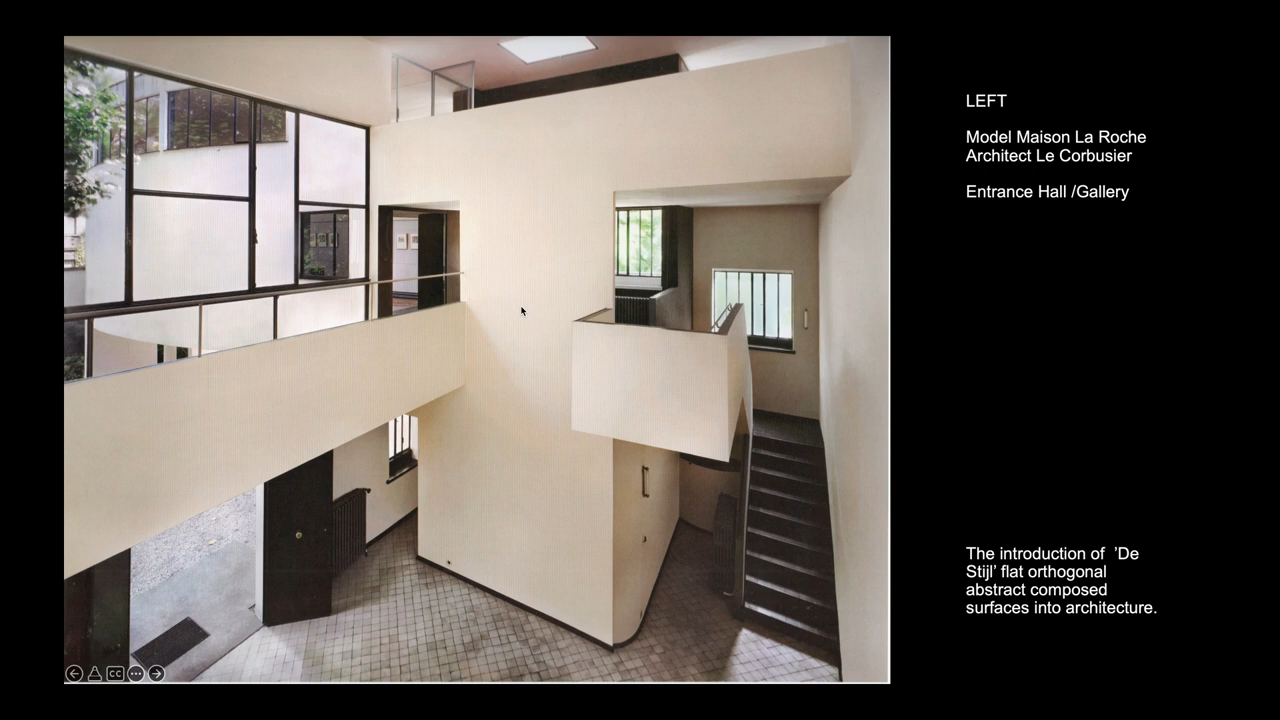 LEFT
Model Maison La Roche
Architect Le Corbusier
Entrance Hall /Gallery
The introduction of  ’De
Stijl’ flat orthogonal
abstract composed
surfaces into architecture.
CC